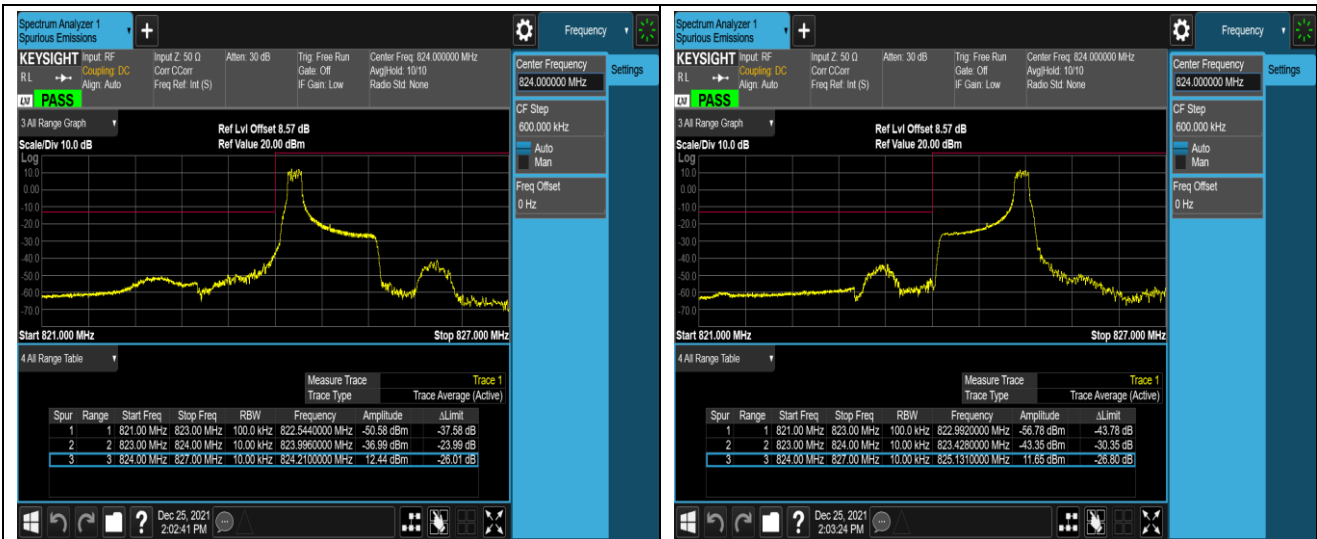 Spectrum Analyzer 1
Spurious Emissions
+
Frequency
KEYSIGHT
RL
PASS
Input: RF
Coupling: DC
Align: Auto
Input Z: 50 Ω
Corr CCorr
Freq Ref: Int (S)
Atten: 30 dB
Trig: Free Run
Gate: Off
IF Gain: Low
Center Freq: 824.000000 MHz
Avg|Hold: 10/10
Radio Std: None
Center Frequency
824.000000 MHz
Settings
CF Step
600.000 kHz
Auto
Man
Freq Offset
0 Hz
3 All Range Graph
Ref Lvl Offset 8.57 dB
Scale/Div 10.0 dB
Ref Value 20.00 dBm
Log
10.0
0.00
-10.0
-20.0
-30.0
-40.0
-50.0
-60.0
-70.0
Start 821.000 MHz
Stop 827.000 MHz
4 All Range Table
Measure Trace Trace 1
Trace Type Trace Average (Active)
Spur Range Start Freq Stop Freq RBW Frequency Amplitude ΔLimit
1 1 821.00 MHz 823.00 MHz 100.0 kHz 822.5440000 MHz -50.58 dBm -37.58 dB
2 2 823.00 MHz 824.00 MHz 10.00 kHz 823.9960000 MHz -36.99 dBm -23.99 dB
3 3 824.00 MHz 827.00 MHz 10.00 kHz 824.2100000 MHz 12.44 dBm -26.01 dB
?
Dec 25, 2021
2:02:41 PM
Spectrum Analyzer 1
Spurious Emissions
+
Frequency
KEYSIGHT
RL
PASS
Input: RF
Coupling: DC
Align: Auto
Input Z: 50 Ω
Corr CCorr
Freq Ref: Int (S)
Atten: 30 dB
Trig: Free Run
Gate: Off
IF Gain: Low
Center Freq: 824.000000 MHz
Avg|Hold: 10/10
Radio Std: None
Center Frequency
824.000000 MHz
Settings
CF Step
600.000 kHz
Auto
Man
Freq Offset
0 Hz
3 All Range Graph
Ref Lvl Offset 8.57 dB
Scale/Div 10.0 dB
Ref Value 20.00 dBm
Log
10.0
0.00
-10.0
-20.0
-30.0
-40.0
-50.0
-60.0
-70.0
Start 821.000 MHz
Stop 827.000 MHz
4 All Range Table
Measure Trace Trace 1
Trace Type Trace Average (Active)
Spur Range Start Freq Stop Freq RBW Frequency Amplitude ΔLimit
1 1 821.00 MHz 823.00 MHz 100.0 kHz 822.9920000 MHz -56.78 dBm -43.78 dB
2 2 823.00 MHz 824.00 MHz 10.00 kHz 823.4280000 MHz -43.35 dBm -30.35 dB
3 3 824.00 MHz 827.00 MHz 10.00 kHz 825.1310000 MHz 11.65 dBm -26.80 dB
?
Dec 25, 2021
2:03:24 PM